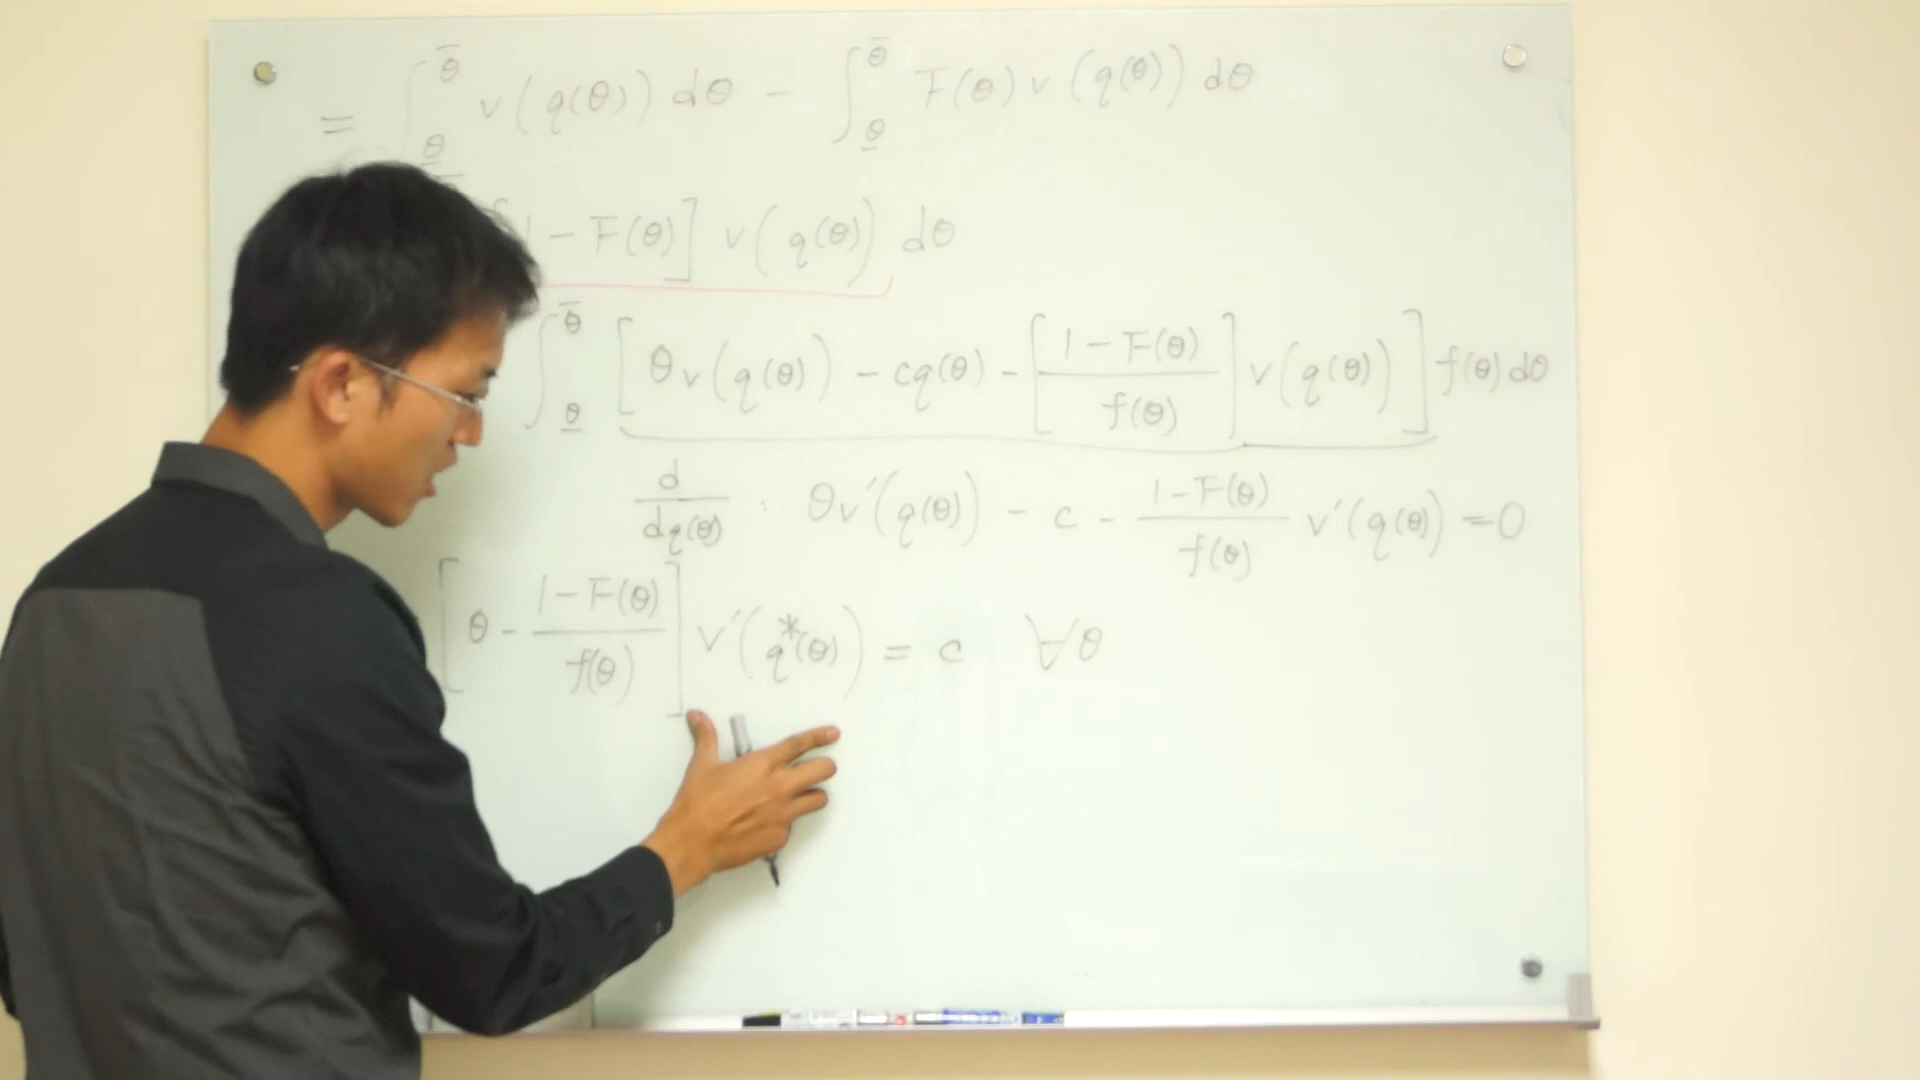 = ∫_θ̲^θ̄ v(q(θ)) dθ − ∫_θ̲^θ̄ F(θ) v(q(θ)) dθ
1 − F(θ)] v(q(θ)) dθ
∫_θ̲^θ̄ [θv(q(θ)) − cq(θ) − [(1 − F(θ))/f(θ)] v(q(θ))] f(θ) dθ
d/dq(θ) : θv′(q(θ)) − c − (1−F(θ))/f(θ) v′(q(θ)) = 0
[θ − (1−F(θ))/f(θ)] v′(q*(θ)) = c ∀θ